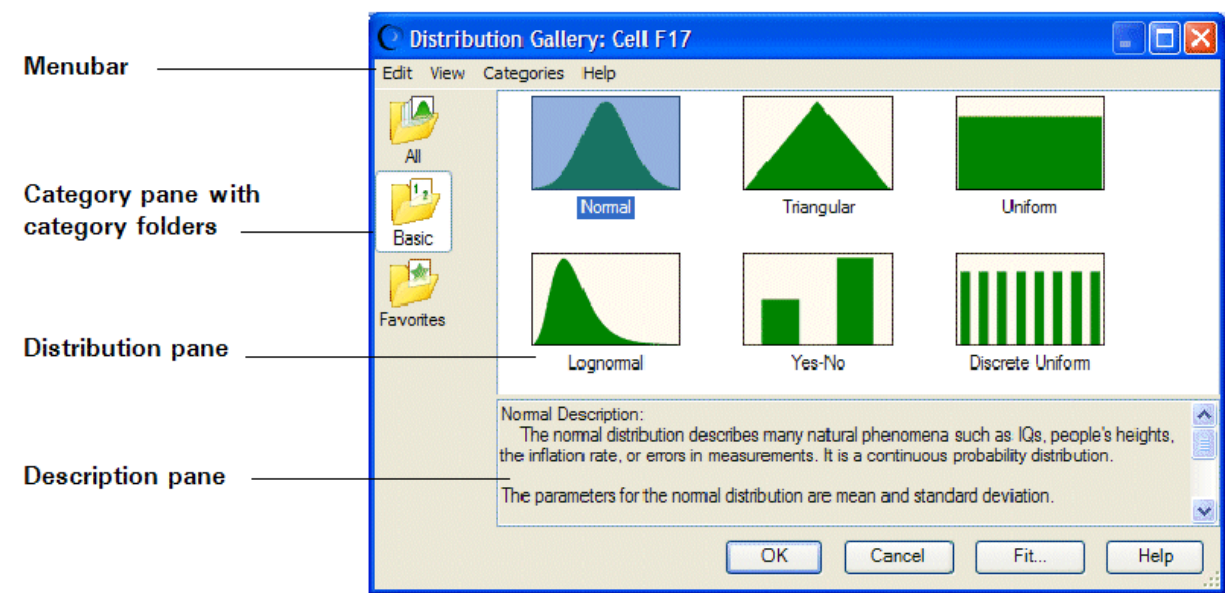 Distribution Gallery: Cell F17
Menubar
Edit View Categories Help
All
Normal Triangular Uniform
Category pane with
category folders
Basic
Favorites
Distribution pane
Lognormal Yes-No Discrete Uniform
Normal Description:
The normal distribution describes many natural phenomena such as IQs, people's heights,
the inflation rate, or errors in measurements. It is a continuous probability distribution.
Description pane
The parameters for the normal distribution are mean and standard deviation.
OK Cancel Fit... Help